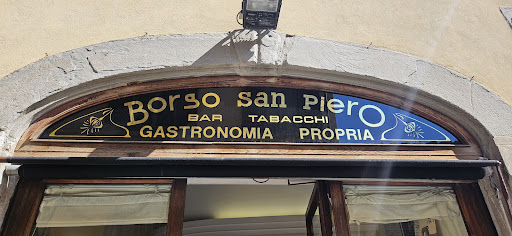 Borgo San Piero
BAR TABACCHI
GASTRONOMIA PROPRIA